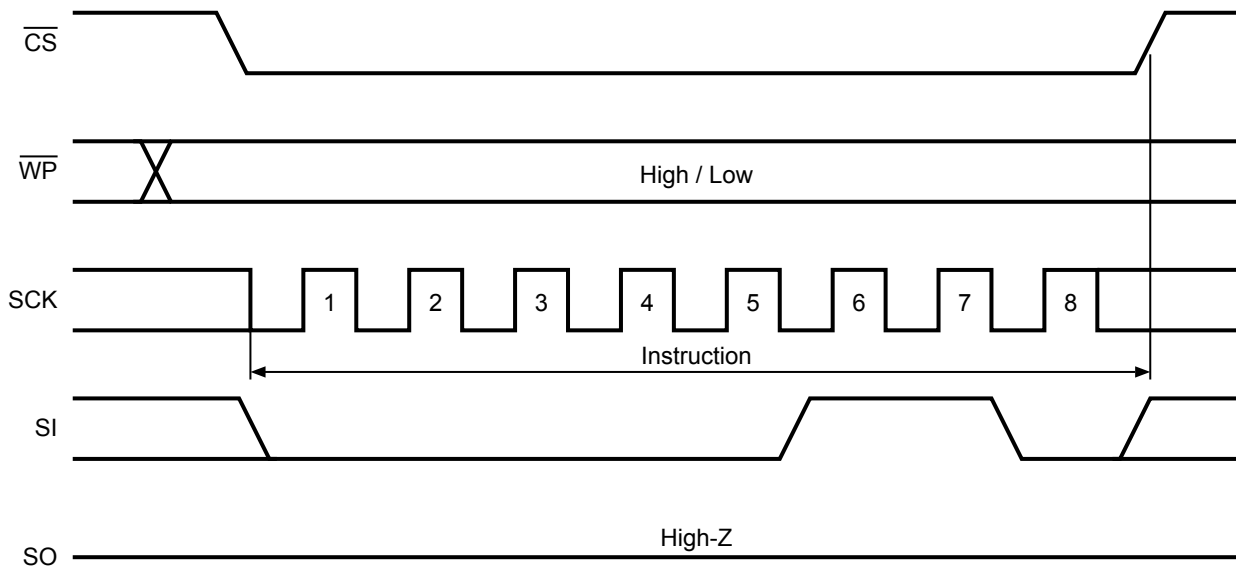 CS
WP
High / Low
SCK
1 2 3 4 5 6 7 8
Instruction
SI
High-Z
SO